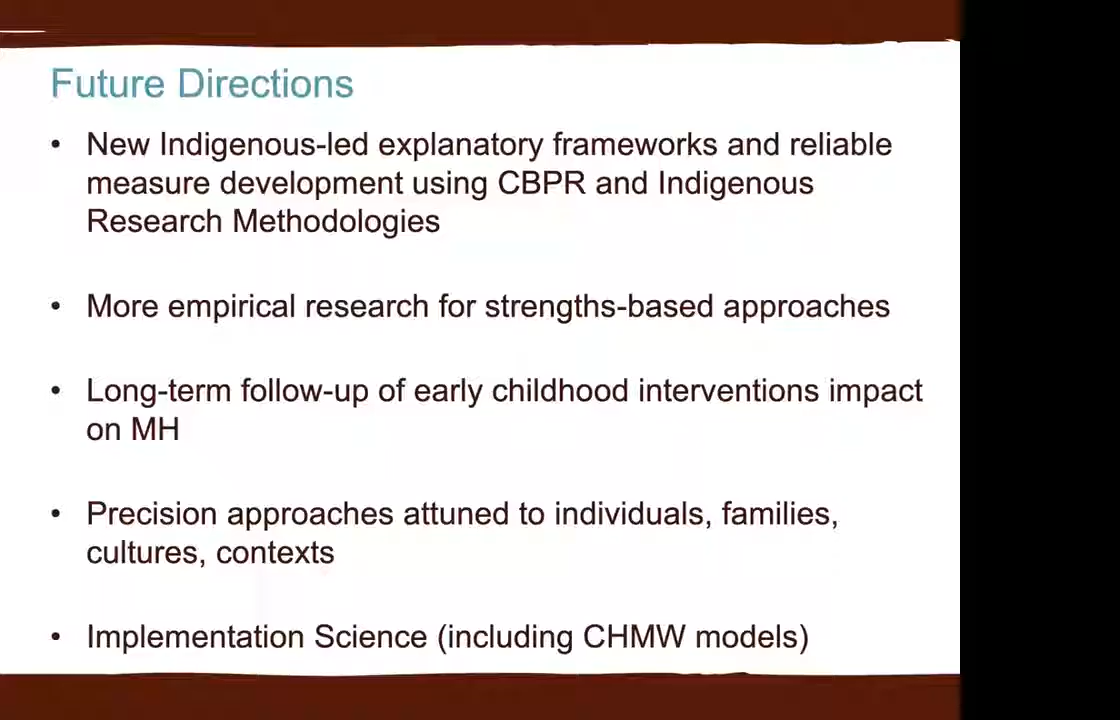 Future Directions
• New Indigenous-led explanatory frameworks and reliable
measure development using CBPR and Indigenous
Research Methodologies
• More empirical research for strengths-based approaches
• Long-term follow-up of early childhood interventions impact
on MH
• Precision approaches attuned to individuals, families,
cultures, contexts
• Implementation Science (including CHMW models)